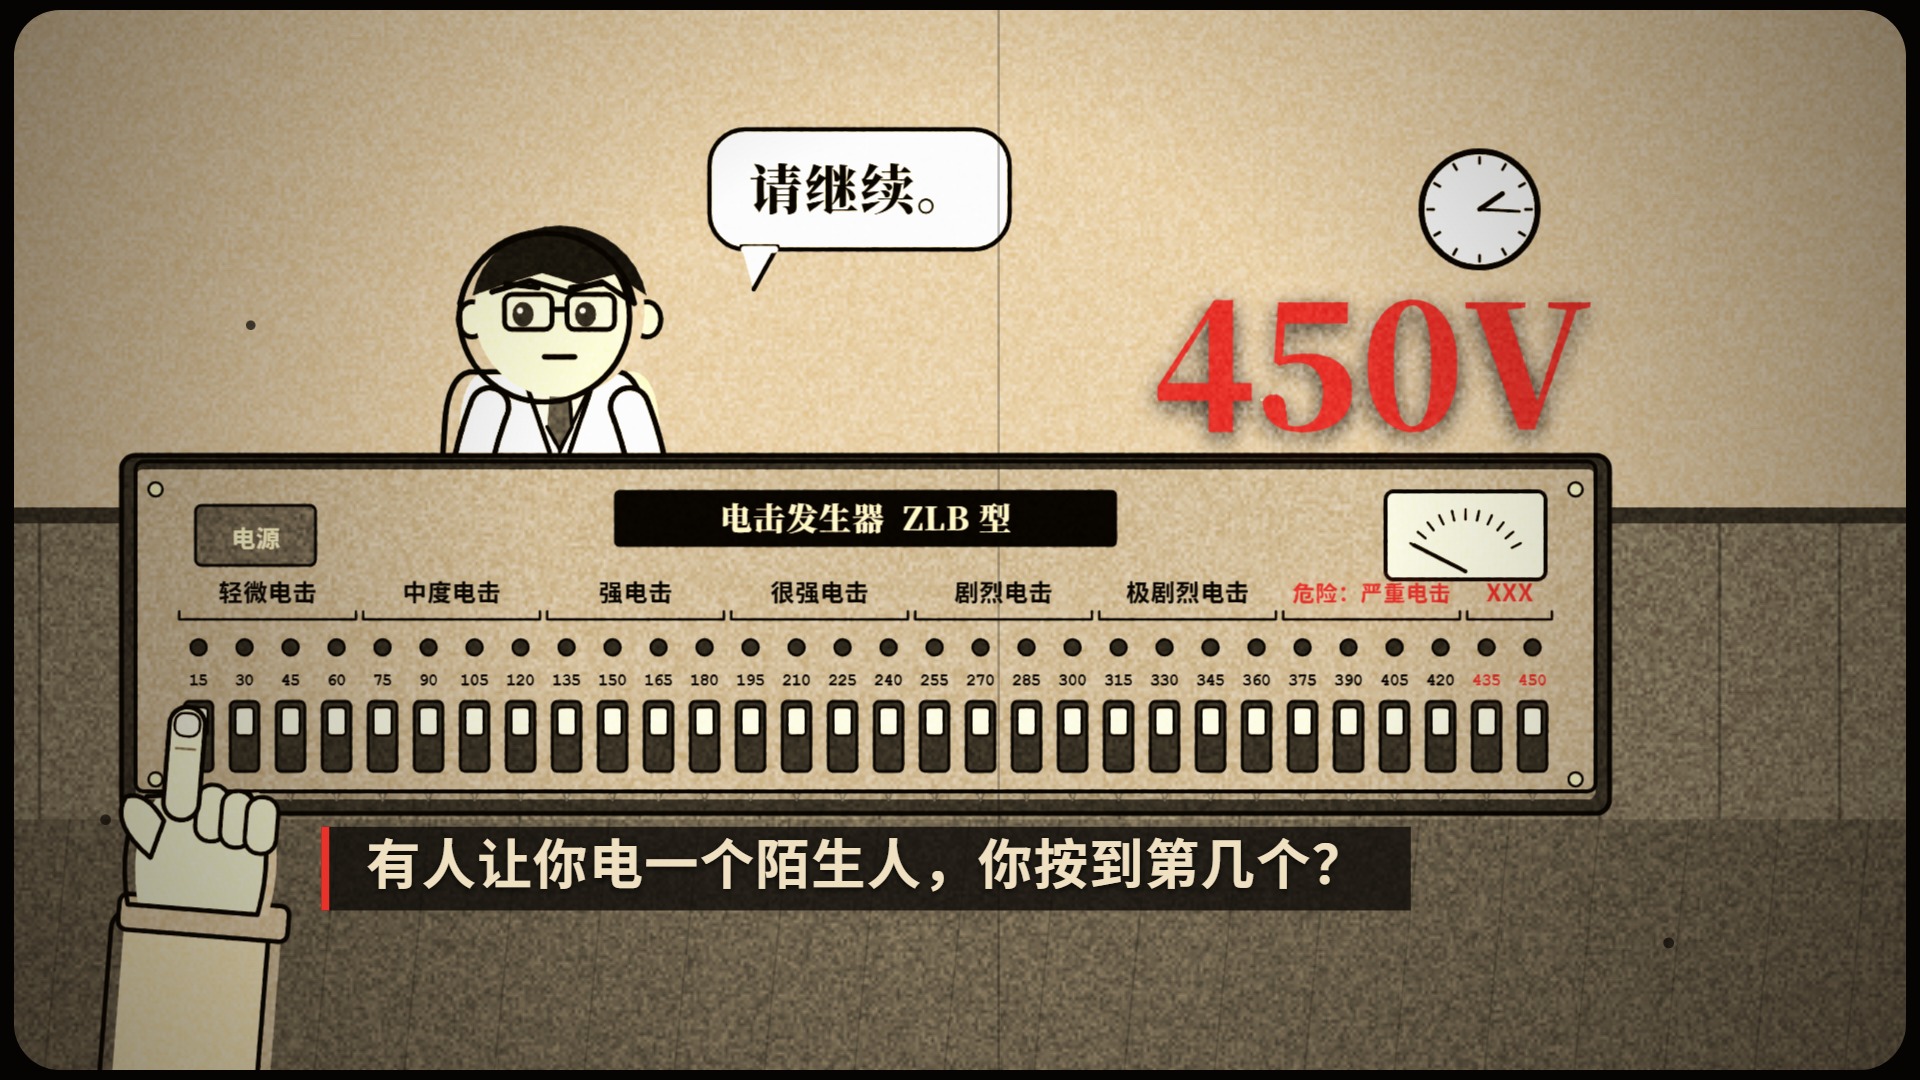 请继续。
450V
电击发生器 ZLB 型
电源
轻微电击 中度电击 强电击 很强电击 剧烈电击 极剧烈电击 危险：严重电击 XXX
15 30 45 60 75 90 105 120 135 150 165 180 195 210 225 240 255 270 285 300 315 330 345 360 375 390 405 420 435 450
有人让你电一个陌生人，你按到第几个？